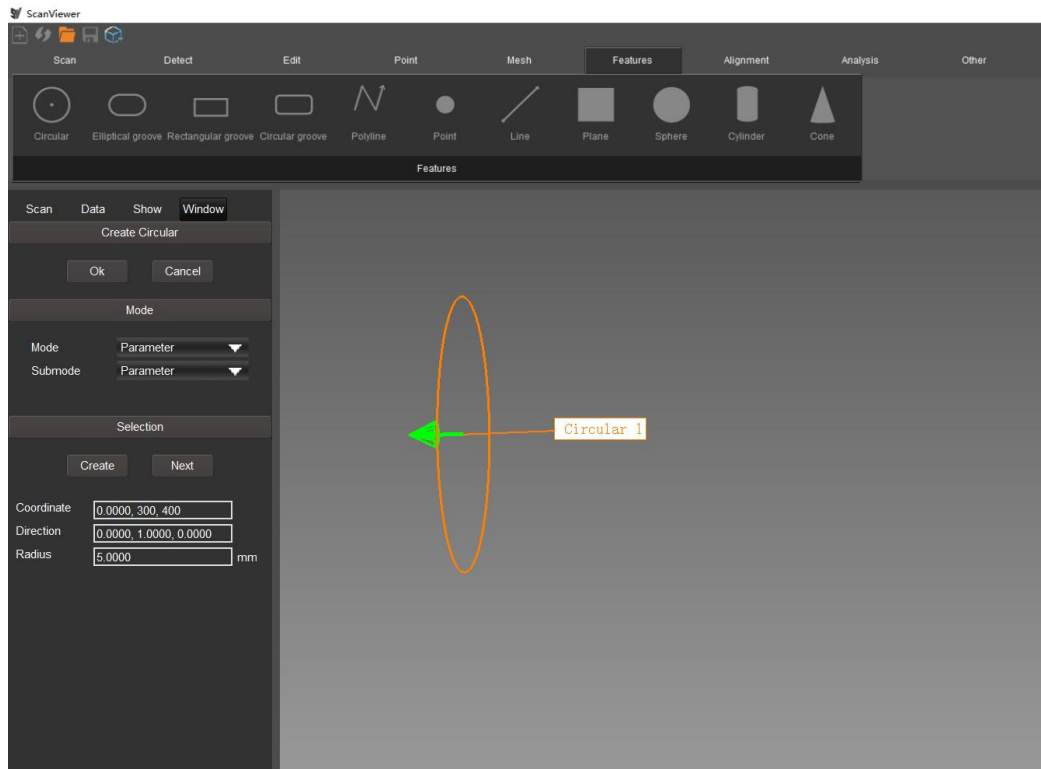 ScanViewer
Scan Detect Edit Point Mesh Features Alignment Analysis Other
Circular Elliptical groove Rectangular groove Circular groove Polyline Point Line Plane Sphere Cylinder Cone
Features
Scan Data Show Window
Create Circular
Ok Cancel
Mode
Mode Parameter
Submode Parameter
Circular 1
Selection
Create Next
Coordinate 0.0000, 300, 400
Direction 0.0000, 1.0000, 0.0000
Radius 5.0000 mm